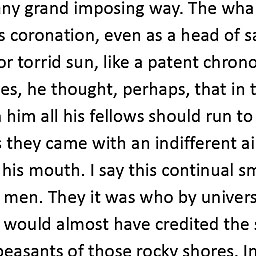 any grand imposing way. The wha
s coronation, even as a head of sa
or torrid sun, like a patent chrono
es, he thought, perhaps, that in t
him all his fellows should run to
they came with an indifferent ai
his mouth. I say this continual sm
men. They it was who by univers
would almost have credited the s
peasants of those rocky shores. In